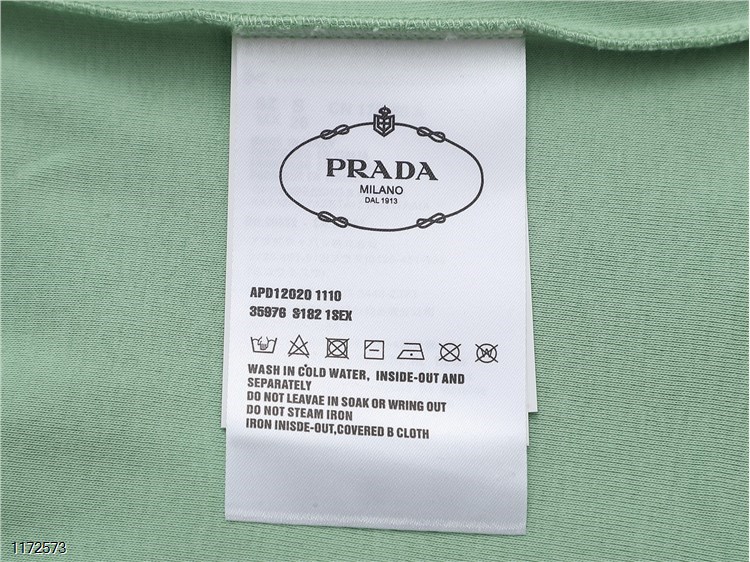 PRADA
MILANO
DAL 1913
APD12020 1110
35976 9182 1SEX
WASH IN COLD WATER, INSIDE-OUT AND
SEPARATELY
DO NOT LEAVAE IN SOAK OR WRING OUT
DO NOT STEAM IRON
IRON INISDE-OUT,COVERED B CLOTH
1172573